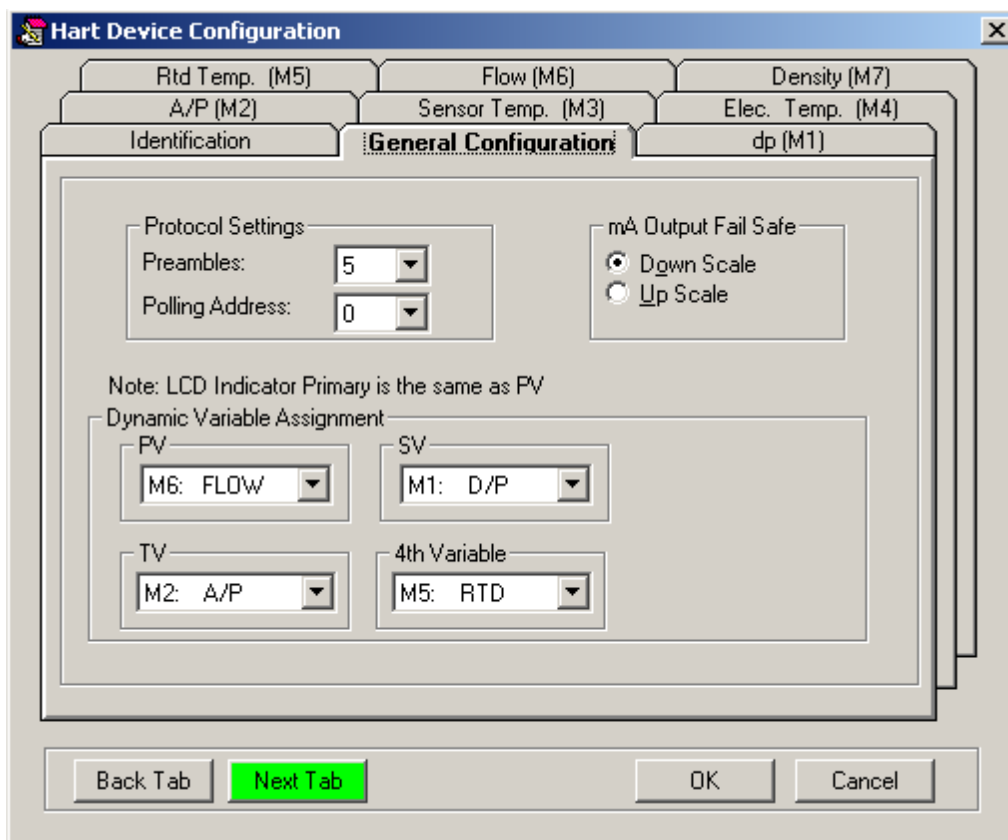 Hart Device Configuration
Rtd Temp. (M5) Flow (M6) Density (M7)
A/P (M2) Sensor Temp. (M3) Elec. Temp. (M4)
Identification General Configuration dp (M1)
Protocol Settings
Preambles: 5
Polling Address: 0
mA Output Fail Safe
Down Scale
Up Scale
Note: LCD Indicator Primary is the same as PV
Dynamic Variable Assignment
PV
M6: FLOW
SV
M1: D/P
TV
M2: A/P
4th Variable
M5: RTD
Back Tab Next Tab OK Cancel